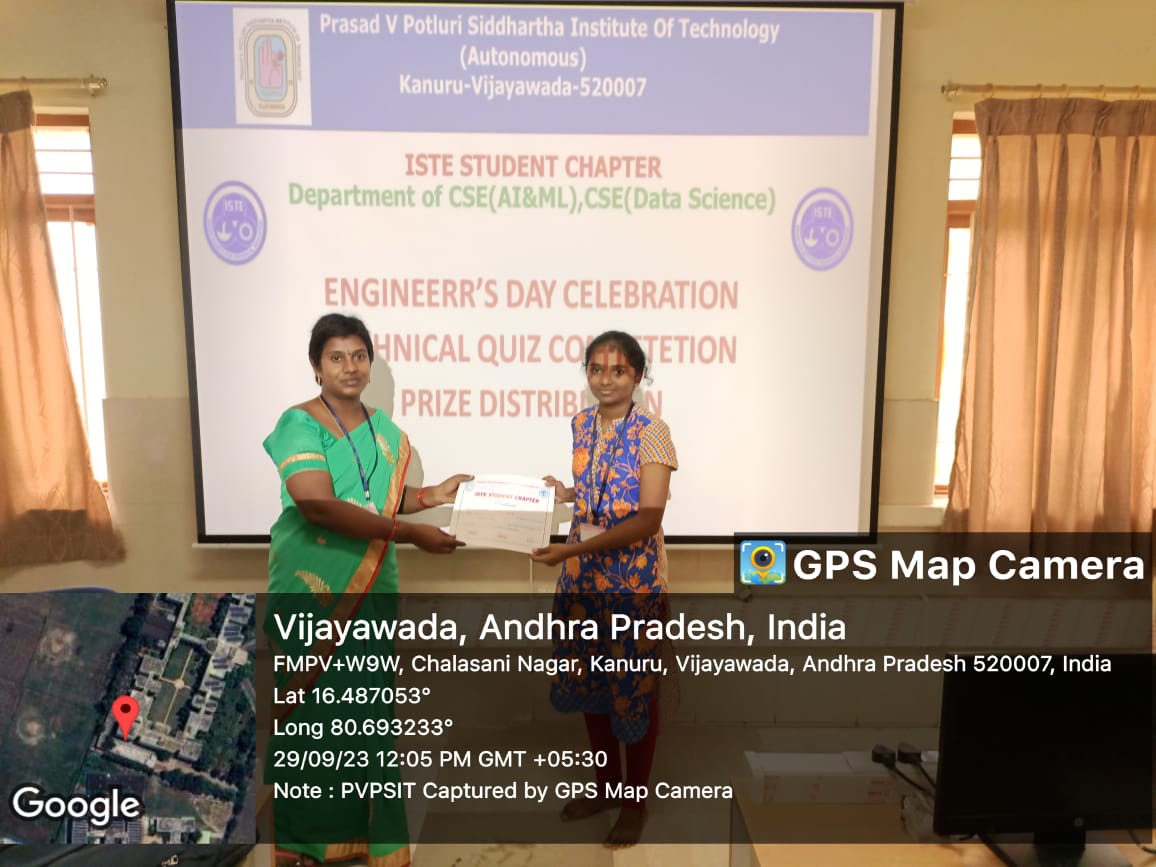 Prasad V Potluri Siddhartha Institute Of Technology
(Autonomous)
Kanuru-Vijayawada-520007
ISTE STUDENT CHAPTER
Department of CSE(AI&ML),CSE(Data Science)
ISTE
ISTE
ENGINEERR'S DAY CELEBRATION
HNICAL QUIZ CO TETION
PRIZE DISTRIB N
ISTE STUDENT CHAPTER
GPS Map Camera
Vijayawada, Andhra Pradesh, India
FMPV+W9W, Chalasani Nagar, Kanuru, Vijayawada, Andhra Pradesh 520007, India
Lat 16.487053°
Long 80.693233°
29/09/23 12:05 PM GMT +05:30
Note : PVPSIT Captured by GPS Map Camera
Google